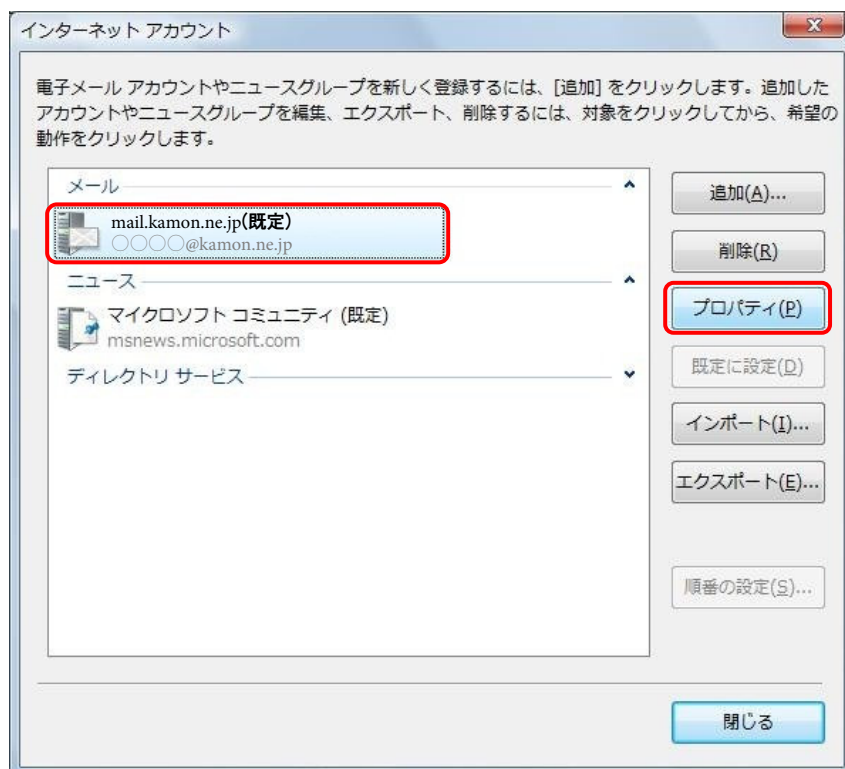 インターネット アカウント
電子メール アカウントやニュースグループを新しく登録するには、[追加] をクリックします。追加した
アカウントやニュースグループを編集、エクスポート、削除するには、対象をクリックしてから、希望の
動作をクリックします。
メール
mail.kamon.ne.jp(既定)
○○○○@kamon.ne.jp
ニュース
マイクロソフト コミュニティ (既定)
msnews.microsoft.com
ディレクトリ サービス
追加(A)...
削除(R)
プロパティ(P)
既定に設定(D)
インポート(I)...
エクスポート(E)...
順番の設定(S)...
閉じる